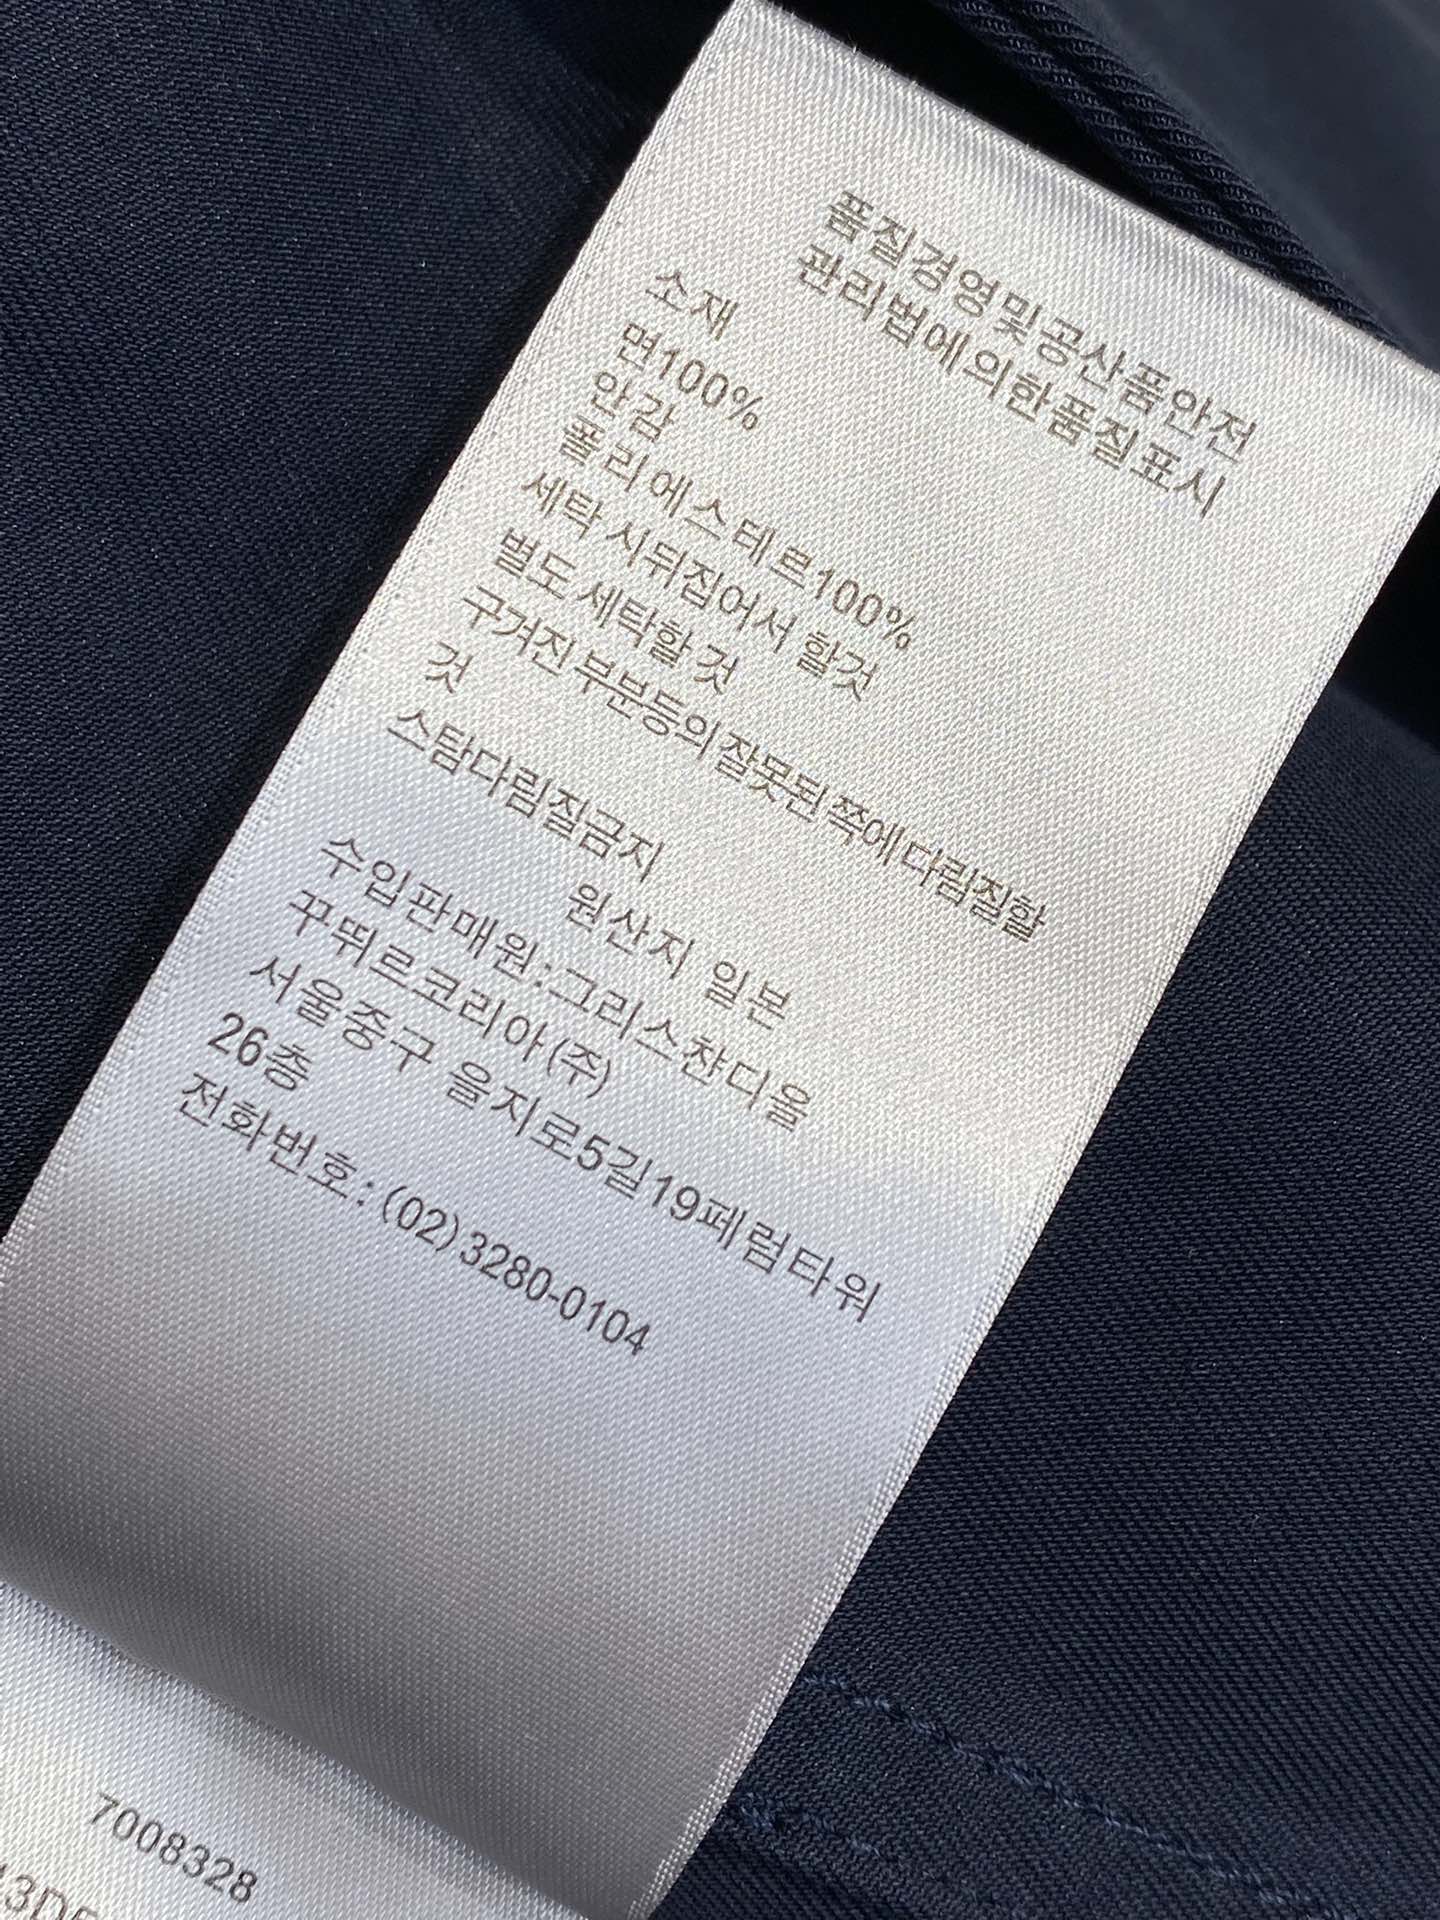 품질경영및공산품안전
관리법에의한품질표시
소재
면100%
안감
폴리에스테르100%
세탁 시뒤집어서 할것
별도 세탁할 것
구겨진 부분등의 잘못된 쪽에 다림질할
것
스탐다림질금지
원산지 일본
수입판매원:그리스챤디올
꾸뛰르코리아(주)
서울중구 을지로5길19페럼타워
26층
전화번호:(02)3280-0104
7008328